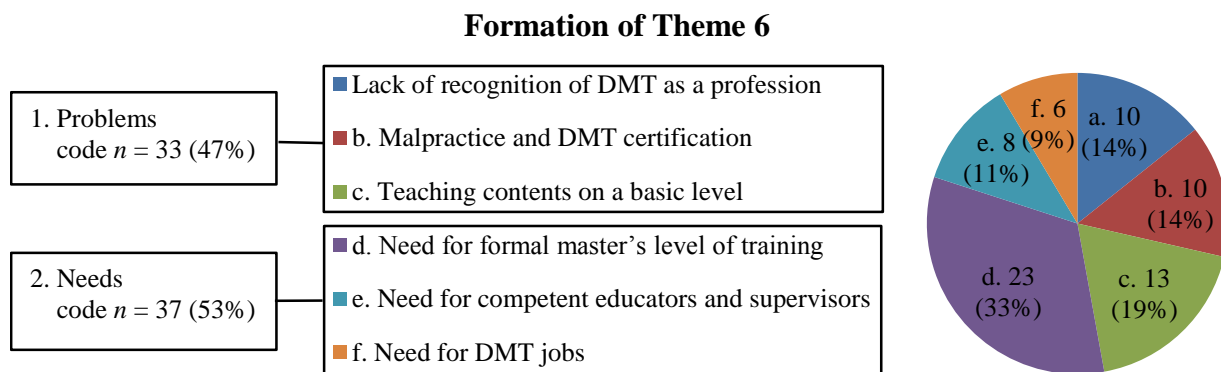 Formation of Theme 6
1. Problems
code n = 33 (47%)
Lack of recognition of DMT as a profession
b. Malpractice and DMT certification
c. Teaching contents on a basic level
2. Needs
code n = 37 (53%)
d. Need for formal master’s level of training
e. Need for competent educators and supervisors
f. Need for DMT jobs
a. 10
(14%)
b. 10
(14%)
c. 13
(19%)
d. 23
(33%)
e. 8
(11%)
f. 6
(9%)